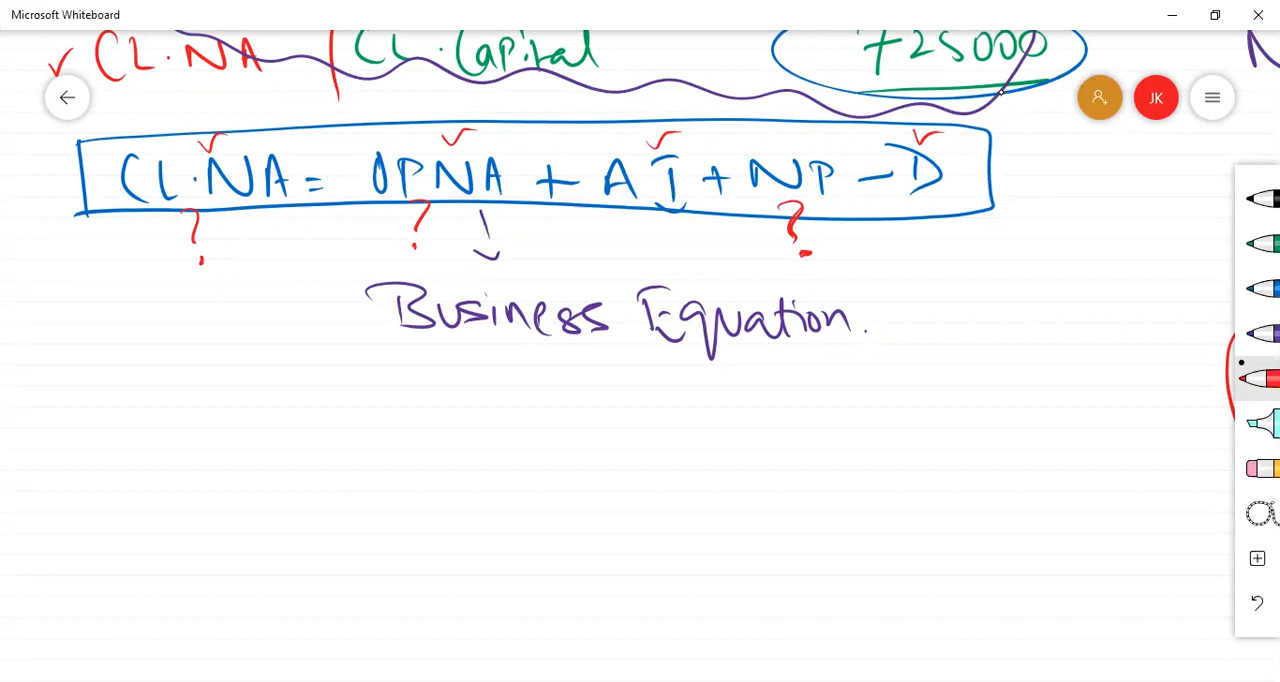 Microsoft Whiteboard
✓ CL.NA | CL.Capital +25000
JK
CL.NA = OPNA + AI + NP - D
? ? ?
Business Equation.